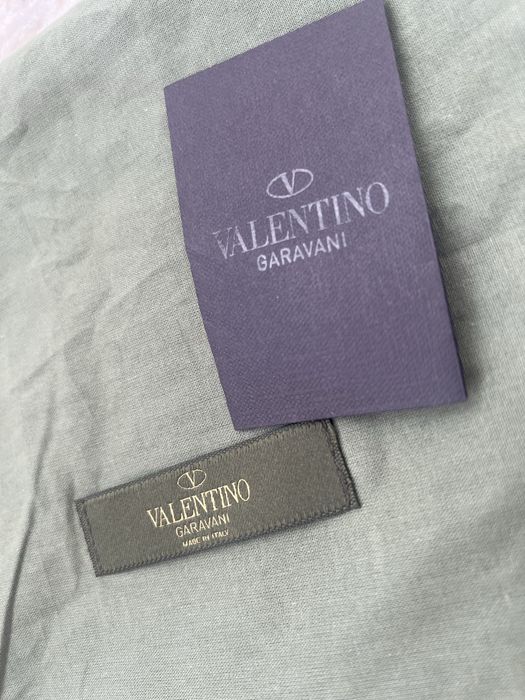 V
VALENTINO
GARAVANI
V
VALENTINO
GARAVANI
MADE IN ITALY